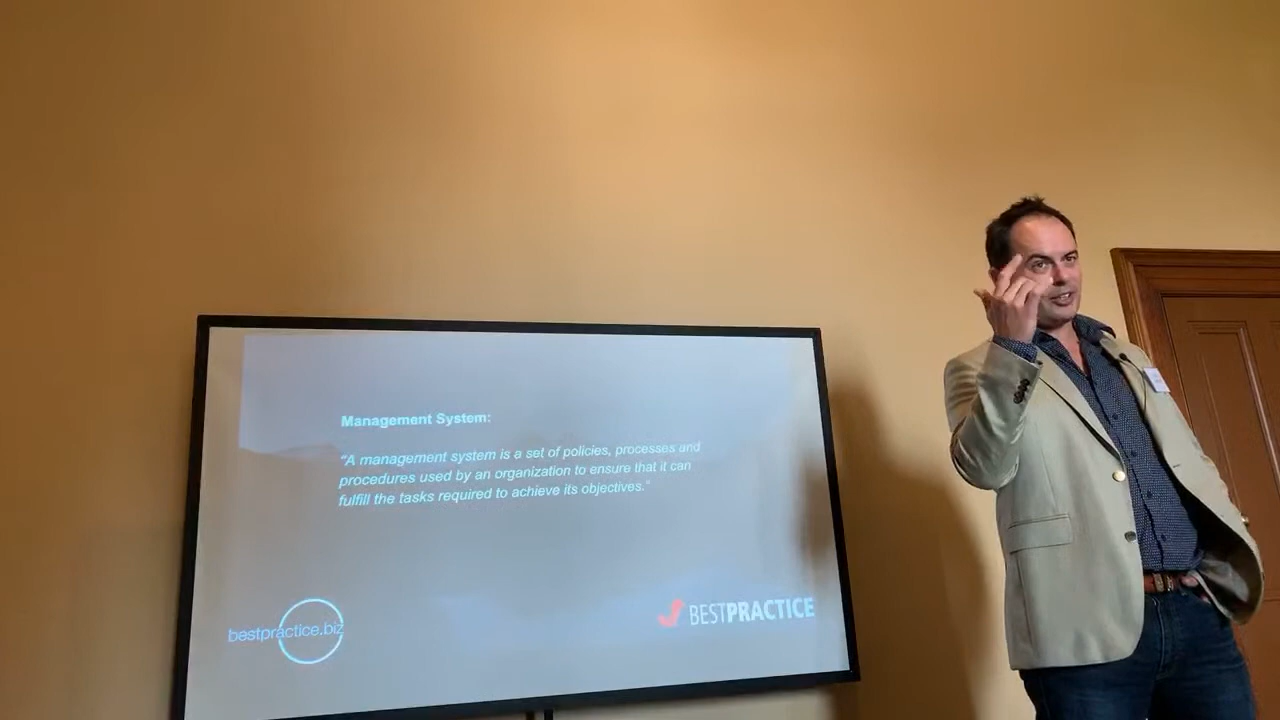 Management System:
“A management system is a set of policies, processes and
procedures used by an organization to ensure that it can
fulfill the tasks required to achieve its objectives.”
bestpractice.biz
BESTPRACTICE